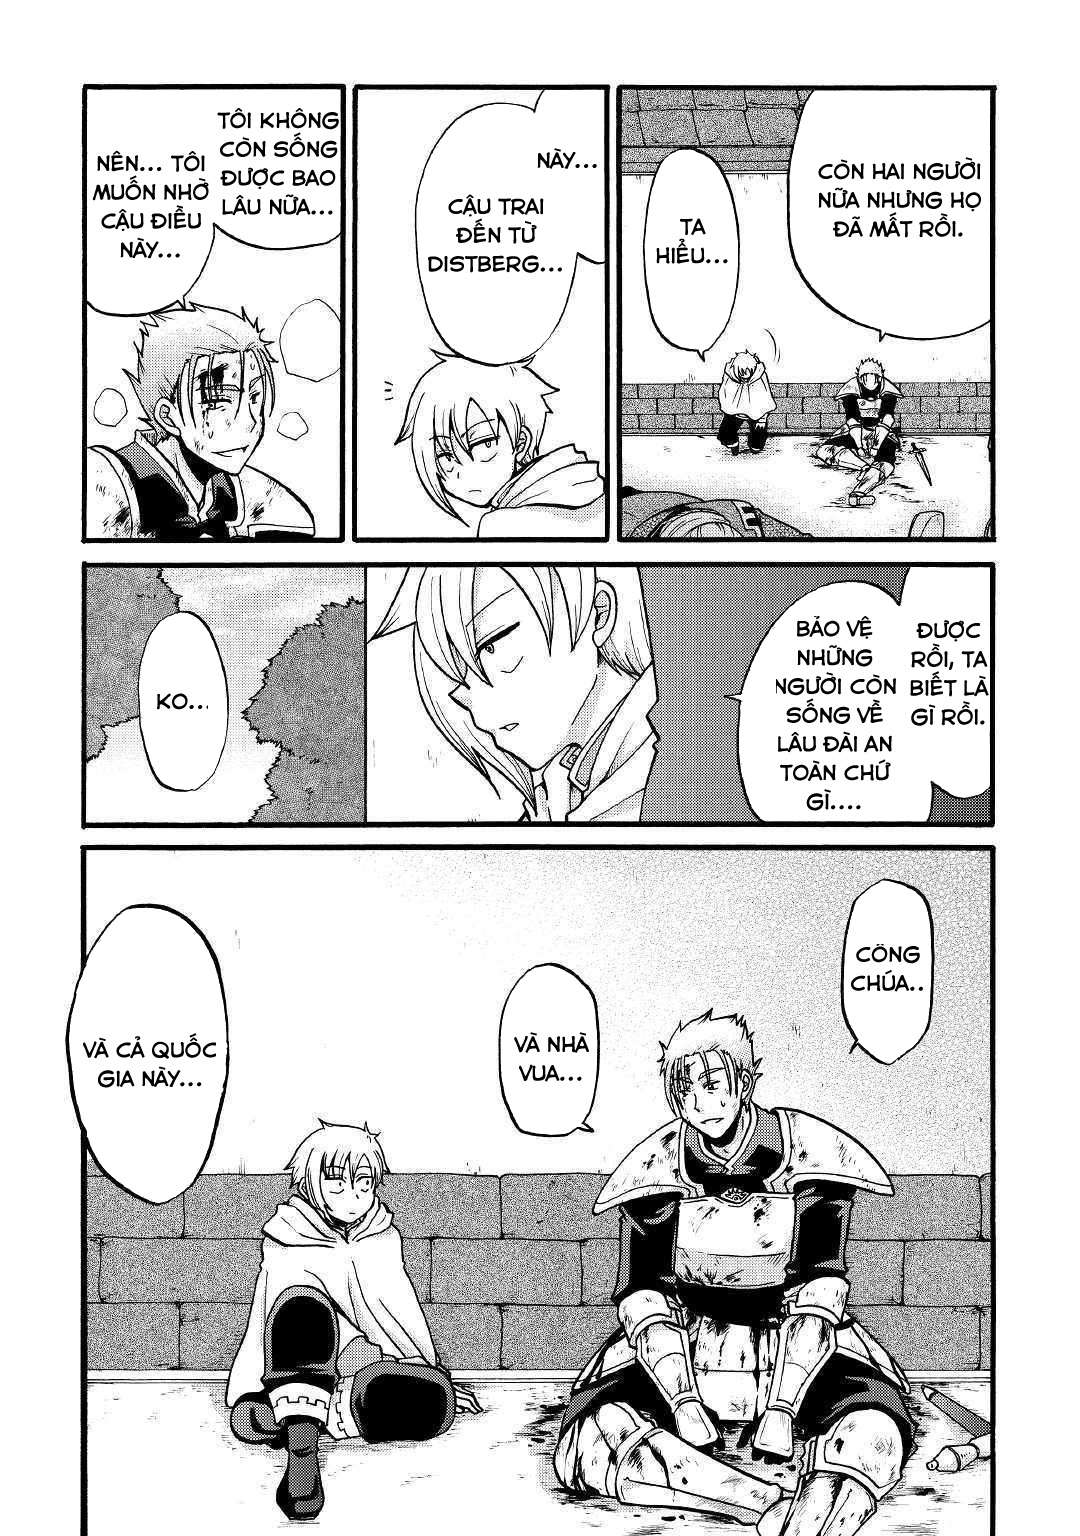 CÒN HAI NGƯỜI
NỮA NHƯNG HỌ
ĐÃ MẤT RỒI.
TA
HIỂU...
NÀY...
CẬU TRAI
ĐẾN TỪ
DISTBERG...
TÔI KHÔNG
CÒN SỐNG
ĐƯỢC BAO
LÂU NỮA...
NÊN... TÔI
MUỐN NHỜ
CẬU ĐIỀU
NÀY...
ĐƯỢC
RỒI, TA
BIẾT LÀ
GÌ RỒI.
BẢO VỆ
NHỮNG
NGƯỜI CÒN
SỐNG VỀ
LÂU ĐÀI AN
TOÀN CHỨ
GÌ....
KO...
CÔNG
CHÚA..
VÀ NHÀ
VUA...
VÀ CẢ QUỐC
GIA NÀY...